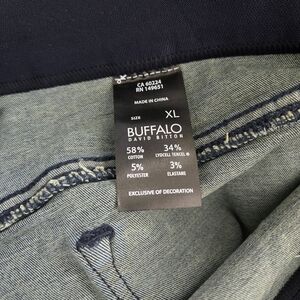 CA 60224
RN 149651
MADE IN CHINA
SIZE XL
BUFFALO
DAVID BITTON
58% 34%
COTTON LYOCELL TENCEL ®
5% 3%
POLYESTER ELASTANE
EXCLUSIVE OF DECORATION